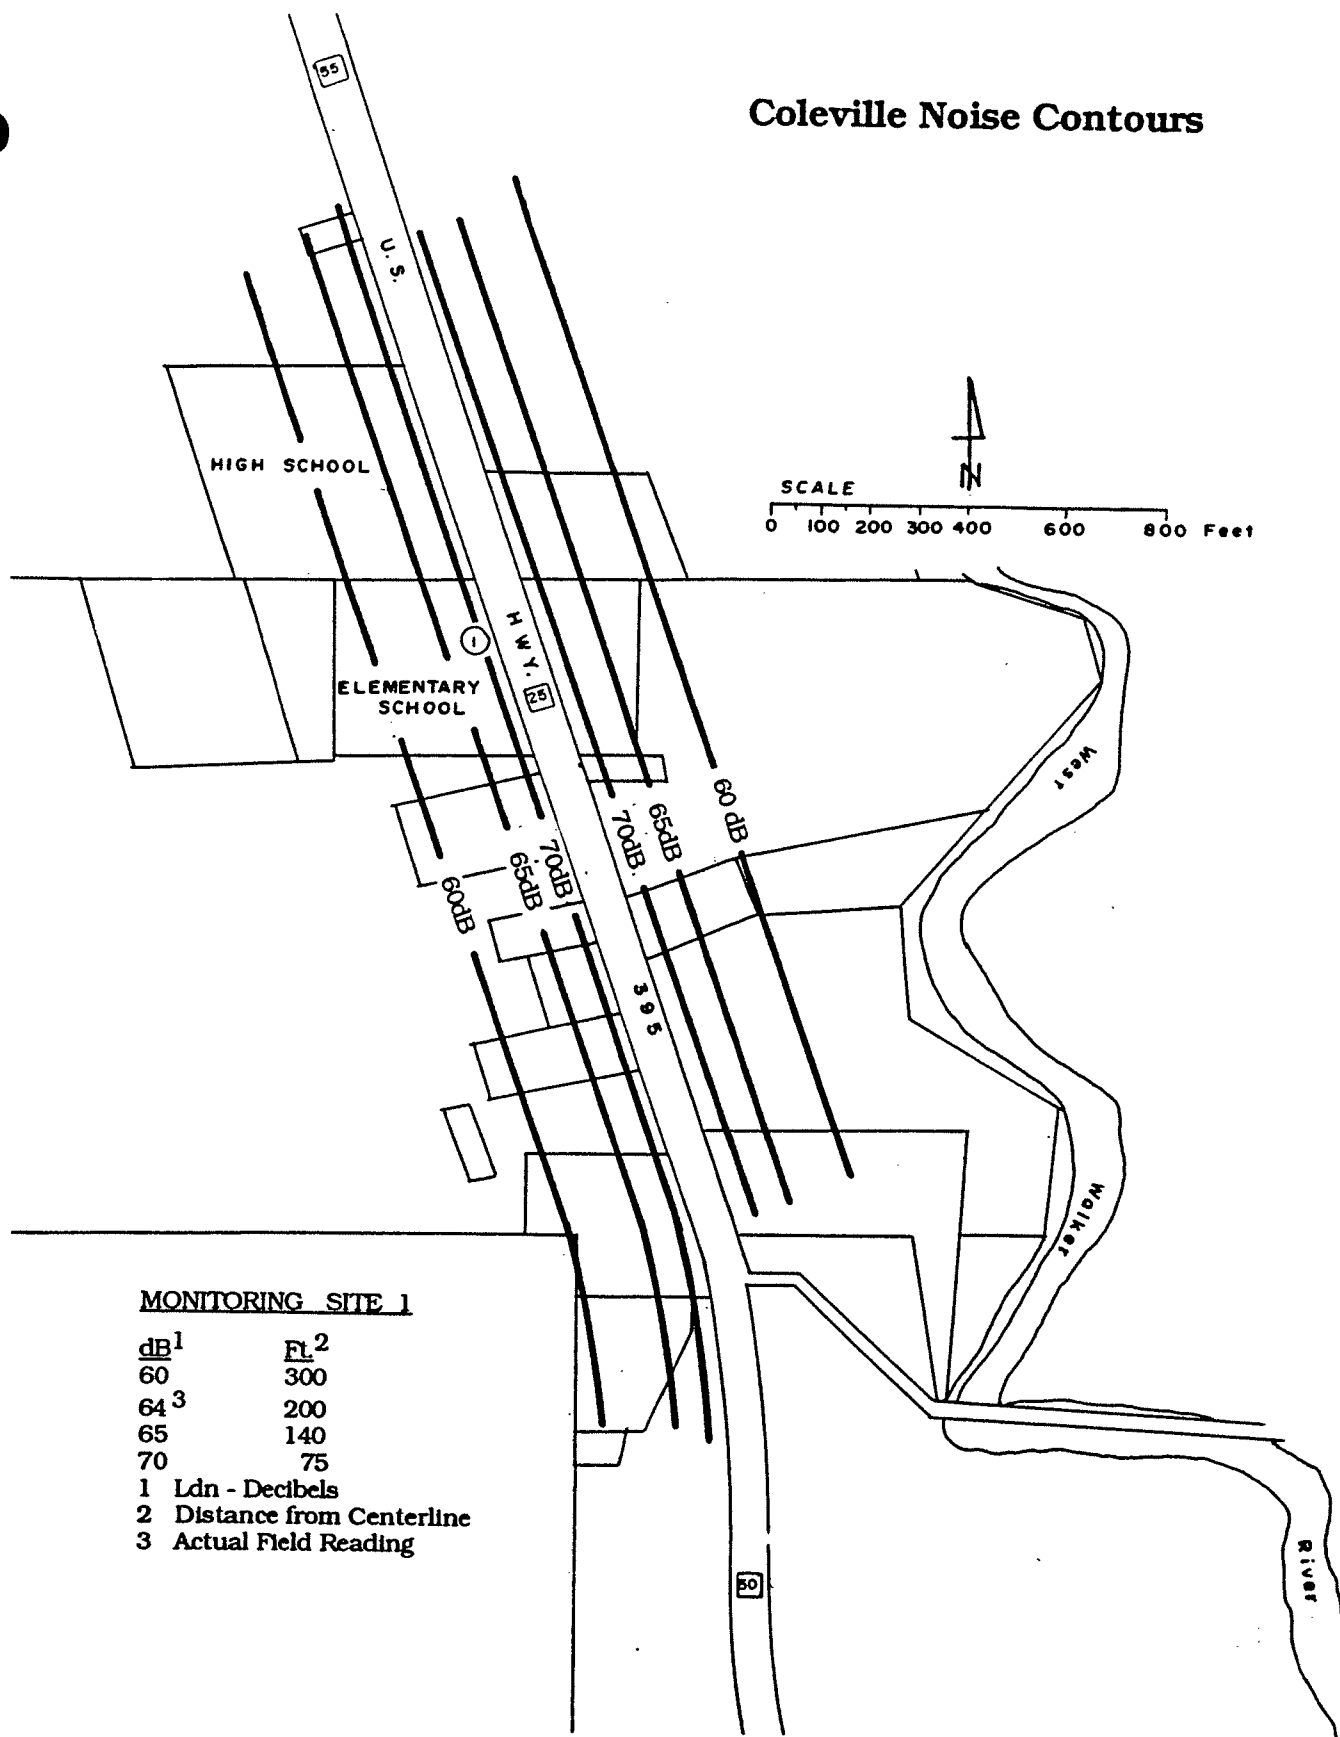 55
Coleville Noise Contours
U.S.
HIGH SCHOOL
N
SCALE
0 100 200 300 400 600 800 Feet
HWY.
1
25
ELEMENTARY
SCHOOL
West
60 dB
65dB
70dB
70dB
65dB
60dB
395
Walker
MONITORING SITE 1
dB1 Ft.2
60 300
64 3 200
65 140
70 75
1 Ldn - Decibels
2 Distance from Centerline
3 Actual Field Reading
50
River